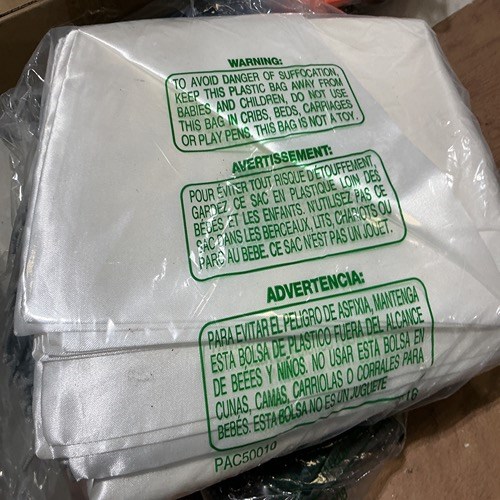 WARNING:
TO AVOID DANGER OF SUFFOCATION,
KEEP THIS PLASTIC BAG AWAY FROM
BABIES AND CHILDREN, DO NOT USE
THIS BAG IN CRIBS, BEDS, CARRIAGES
OR PLAY PENS. THIS BAG IS NOT A TOY.
AVERTISSEMENT:
POUR ÉVITSR TOUT RISQUE D'ÉTOUFFEMENT,
GARDEZ CE SAC EN PLASTIQUE LOIN DES
BÉBÉS ET LES ENFANTS. N'UTILISEZ PAS CE
SAC DANS LES BERCEAUX, LITS, CHARIOTS OU
PARC AU BEBE. CE SAC N'EST PAS UN JOUET.
ADVERTENCIA:
PARA EVITAR EL PELIGRO DE ASFIXIA, MANTENGA
ESTA BOLSA DE PLASTICO FUERA DEL ALCANCE
DE BEEES Y NIÑOS. NO USAR ESTA BOLSA EN
CUNAS, CAMAS, CARRIOLAS O CORRALES PARA
BEBÉS. ESTA BOLSA NO ES UN JUGUETE
PAC50010